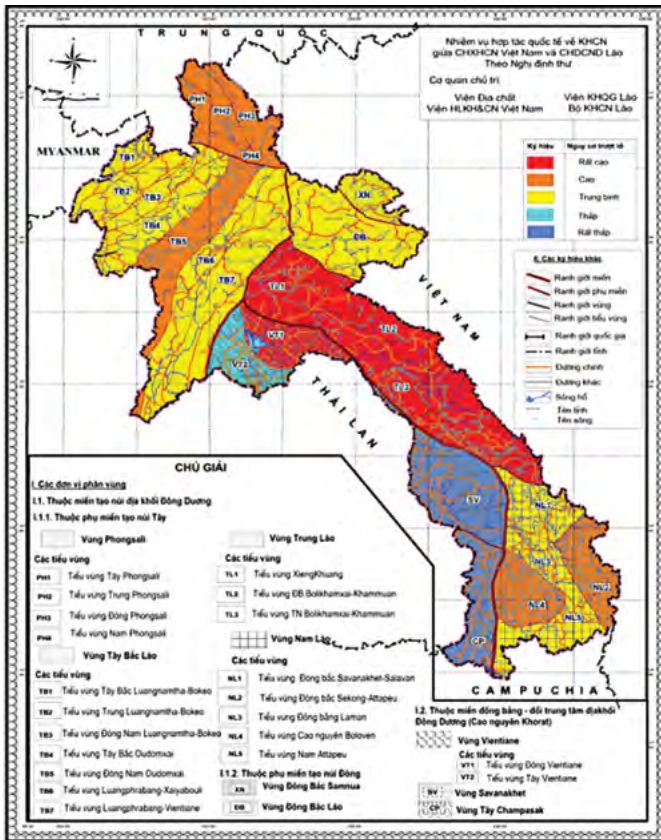 TRUNG QUỐC
Nhiệm vụ hợp tác quốc tế về KHCN
giữa CHXHCN Việt Nam và CHDCND Lào
Theo Nghị định thư
Cơ quan chủ trì
Viện Địa chất Viện KHQG Lào
Viện HLKH&CN Việt Nam Bộ KHCN Lào
Ký hiệu Nguy cơ trượt lở
Rất cao
Cao
Trung bình
Thấp
Rất thấp
II. Các ký hiệu khác
Ranh giới miền
Ranh giới phụ miền
Ranh giới vùng
Ranh giới tiểu vùng
Ranh giới quốc gia
Ranh giới tỉnh
Đường chính
Đường khác
Sông hồ
Tên tỉnh
Tên sông
MYANMAR
PH1
PH2
PH3
PH4
TB1
TB2
TB3
TB4
TB5
TB6
TB7
XN
ĐB
VIỆT NAM
TL1
TL2
TL3
VT1
VT2
THÁI LAN
SV
NL1
NL2
NL3
NL4
NL5
CP
CAMPUCHIA
CHÚ GIẢI
I. Các đơn vị phân vùng
I.1. Thuộc miền tạo núi địa khối Đông Dương
I.1.1. Thuộc phụ miền tạo núi Tây
Vùng Phongsali
Các tiểu vùng
PH1 Tiểu vùng Tây Phongsali
PH2 Tiểu vùng Trung Phongsali
PH3 Tiểu vùng Đông Phongsali
PH4 Tiểu vùng Nam Phongsali
Vùng Tây Bắc Lào
Các tiểu vùng
TB1 Tiểu vùng Tây Bắc Luangnamtha-Bokeo
TB2 Tiểu vùng Trung Luangnamtha-Bokeo
TB3 Tiểu vùng Đông Nam Luangnamtha-Bokeo
TB4 Tiểu vùng Tây Bắc Oudomxai
TB5 Tiểu vùng Đông Nam Oudomxai
TB6 Tiểu vùng Luangphrabang-Xaiyabouli
TB7 Tiểu vùng Luangphrabang-Vientiane
Vùng Trung Lào
Các tiểu vùng
TL1 Tiểu vùng XiengKhuang
TL2 Tiểu vùng ĐB Bolikhamxai-Khammuan
TL3 Tiểu vùng TN Bolikhamxai-Khammuan
Vùng Nam Lào
Các tiểu vùng
NL1 Tiểu vùng Đông bắc Savanakhet-Salavan
NL2 Tiểu vùng Đông bắc Sekong-Attapeu
NL3 Tiểu vùng Đông bằng Laman
NL4 Tiểu vùng Cao nguyên Boloven
NL5 Tiểu vùng Nam Attapeu
I.1.2. Thuộc phụ miền tạo núi Đông
XN Vùng Đông Bắc Samnua
ĐB Vùng Đông Bắc Lào
I.2. Thuộc miền đồng bằng - đồi trung tâm địa khối
Đông Dương (Cao nguyên Khorat)
Vùng Vientiane
Các tiểu vùng
VT1 Tiểu vùng Đông Vientiane
VT2 Tiểu vùng Tây Vientiane
SV Vùng Savanakhet
CP Vùng Tây Champasak